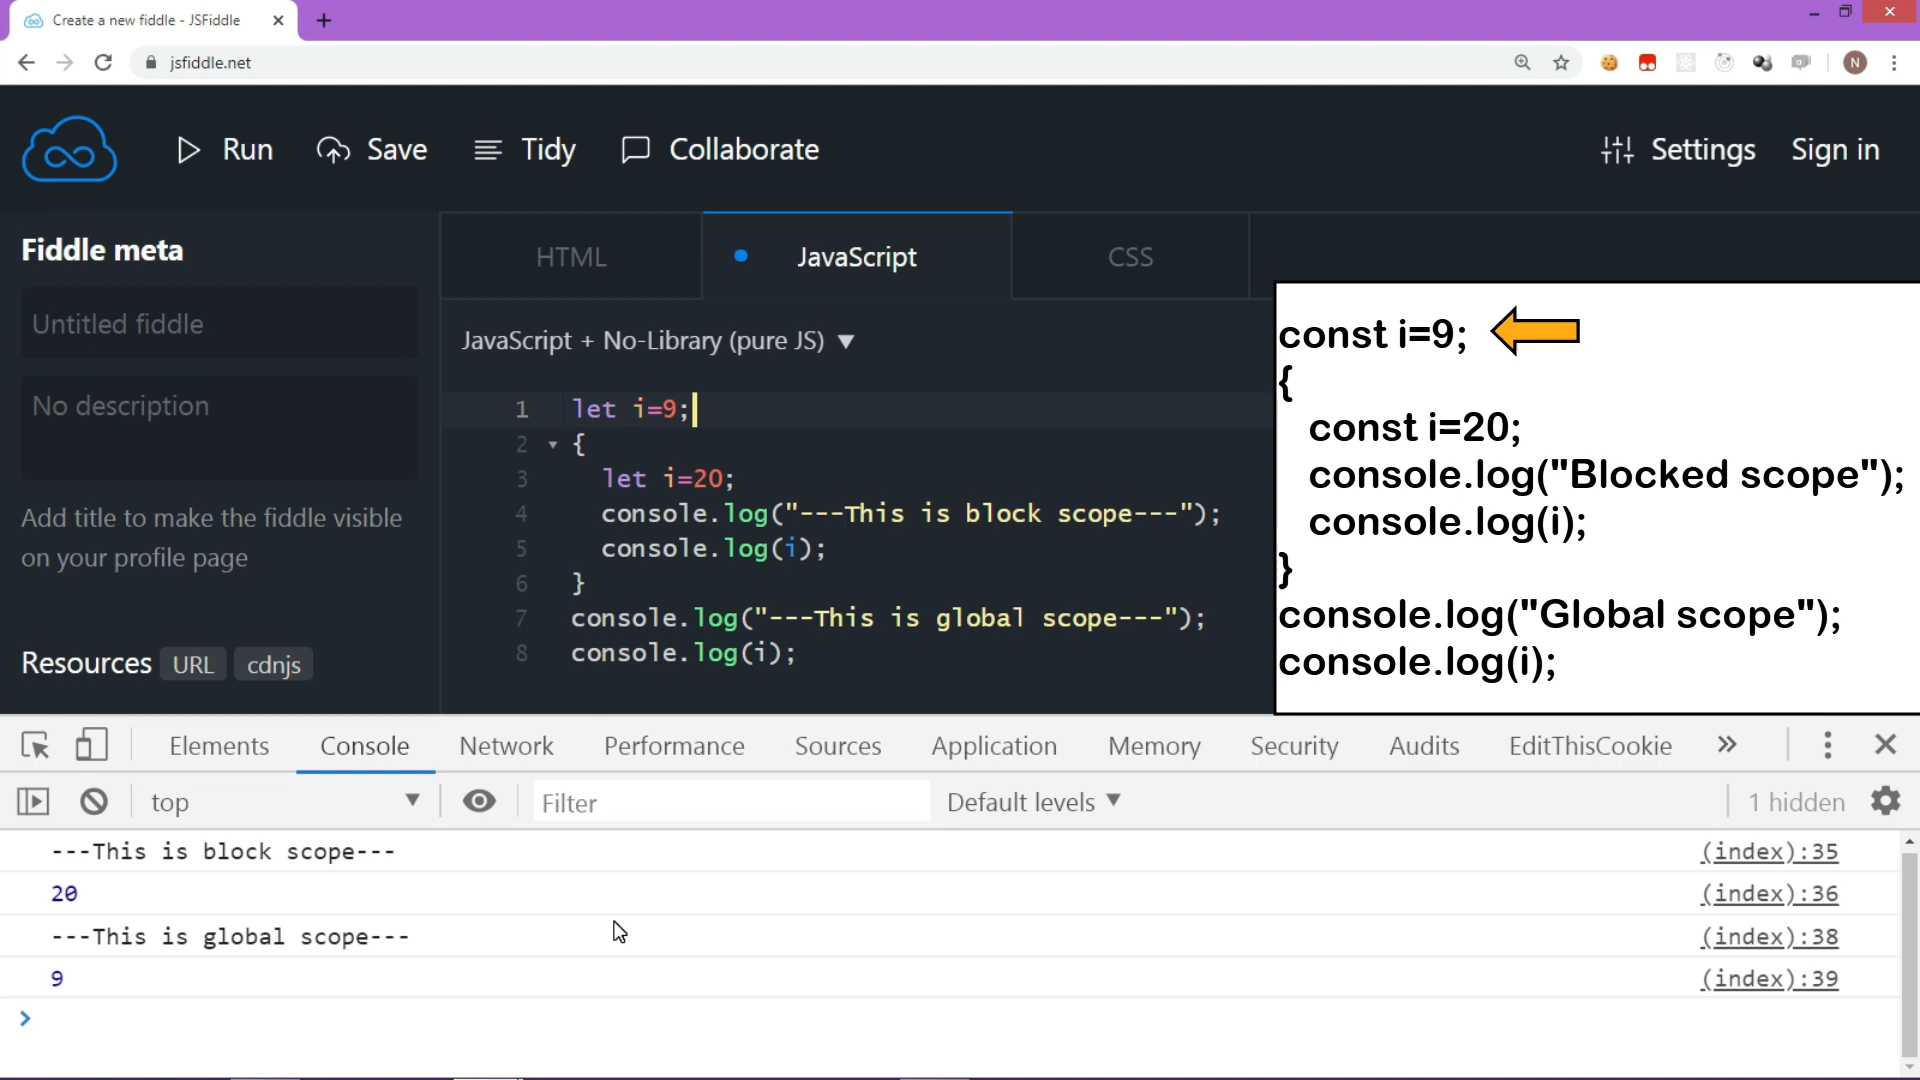 Create a new fiddle - JSFiddle
jsfiddle.net
N
Run
Save
Tidy
Collaborate
Settings
Sign in
Fiddle meta
Untitled fiddle
No description
Add title to make the fiddle visible
on your profile page
Resources URL cdnjs
HTML
JavaScript
CSS
JavaScript + No-Library (pure JS) ▼
1 let i=9;
2 {
3 let i=20;
4 console.log("---This is block scope---");
5 console.log(i);
6 }
7 console.log("---This is global scope---");
8 console.log(i);
const i=9;
{
const i=20;
console.log("Blocked scope");
console.log(i);
}
console.log("Global scope");
console.log(i);
Elements Console Network Performance Sources Application Memory Security Audits EditThisCookie »
top ▼ Filter Default levels ▼ 1 hidden
---This is block scope--- (index):35
20 (index):36
---This is global scope--- (index):38
9 (index):39
>